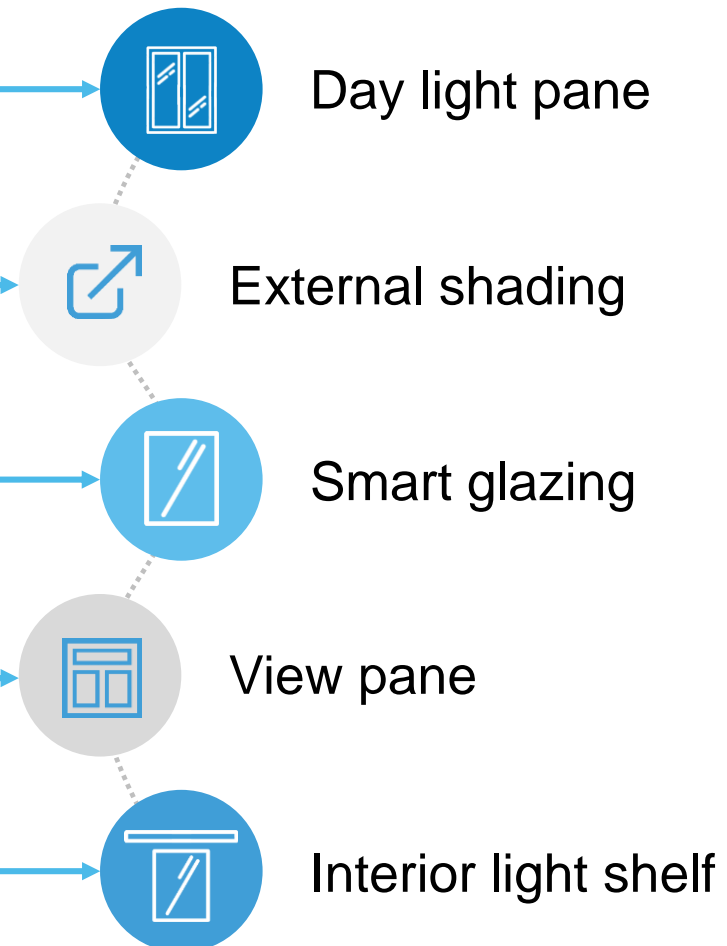 Day light pane
External shading
Smart glazing
View pane
Interior light shelf